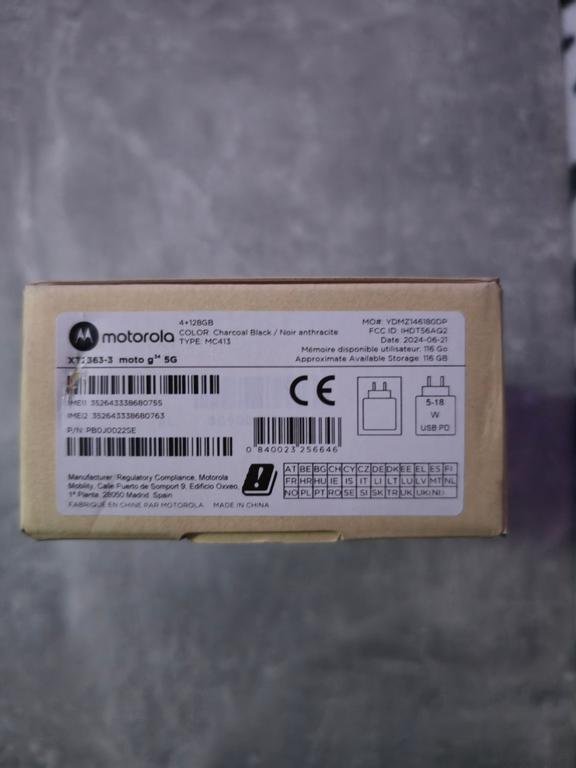 motorola
XT2363-3 moto g³⁴ 5G
4+128GB
COLOR: Charcoal Black / Noir anthracite
TYPE: MC413
MO#: YDMZ146180DP
FCC ID: IHDT56AQ2
Date: 2024-06-21
Mémoire disponible utilisateur: 116 Go
Approximate Available Storage: 116 GB
IMEI1 352643338680755
IMEI2 352643338680763
P/N: PB0J0022SE
CE
0 840023 256646
5-18
W
USB PD
Manufacturer/Regulatory Compliance, Motorola
Mobility, Calle Puerto de Somport 9, Edificio Oxxeo,
1ª Planta, 28050 Madrid, Spain
FABRIQUÉ EN CHINE PAR MOTOROLA MADE IN CHINA
AT BE BG CH CY CZ DE DK EE EL ES FI
FR HR HU IE IS IT LI LT LU LV MT NL
NO PL PT RO SE SI SK TR UK UK(NI)